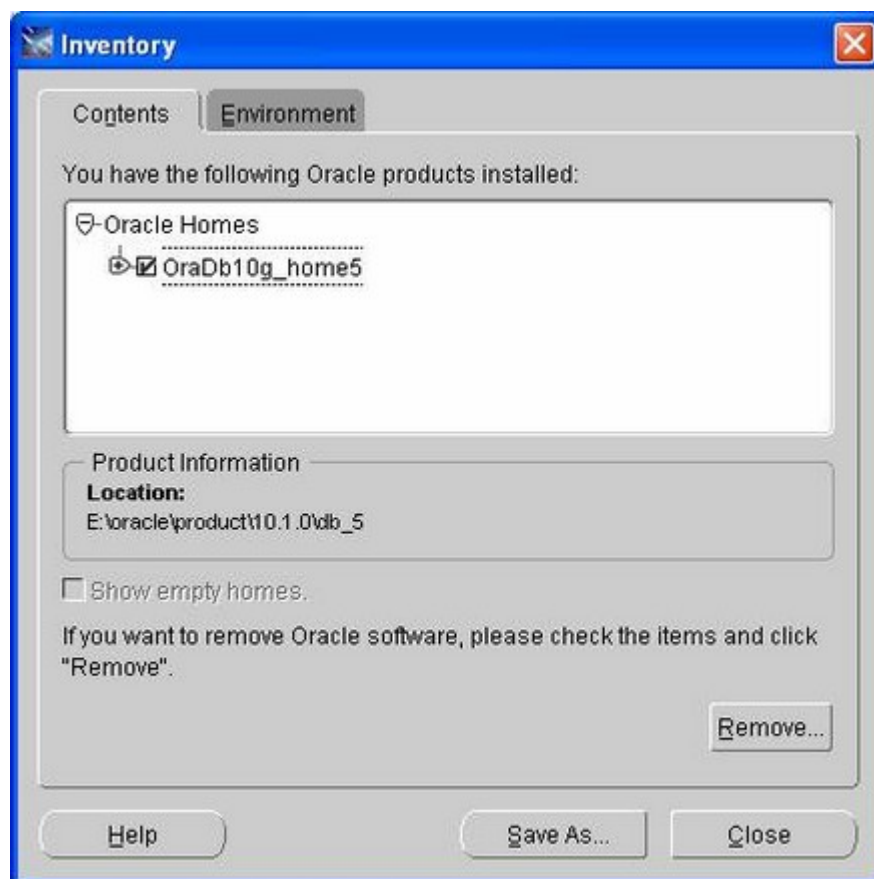 Inventory
Contents
Environment
You have the following Oracle products installed:
Oracle Homes
OraDb10g_home5
Product Information
Location:
E:\oracle\product\10.1.0\db_5
Show empty homes.
If you want to remove Oracle software, please check the items and click
"Remove".
Remove...
Help
Save As...
Close